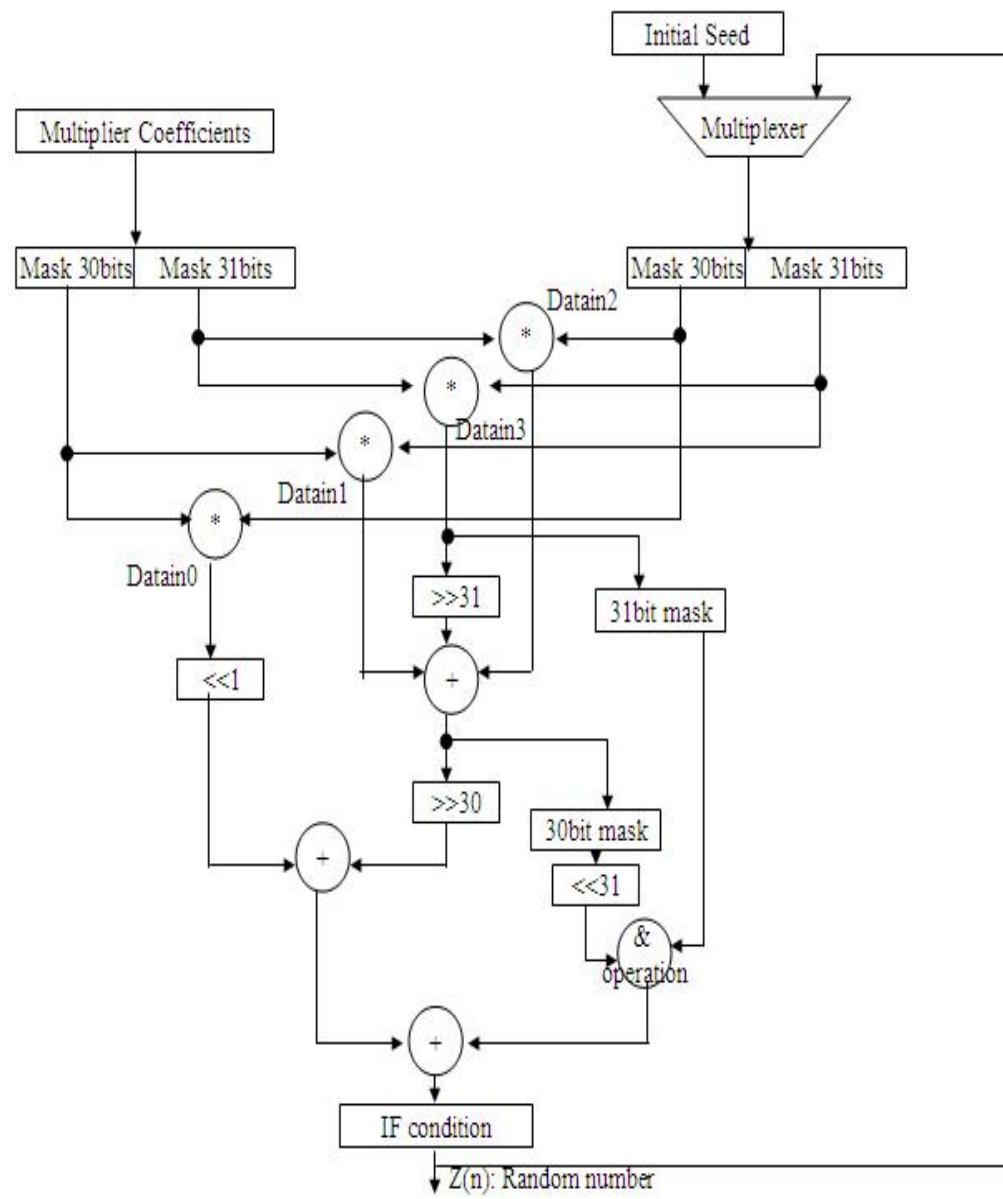 Initial Seed
Multiplexer
Multiplier Coefficients
Mask 30bits Mask 31bits
Mask 30bits Mask 31bits
Datain2
*
*
Datain3
*
Datain1
*
Datain0
>>31
31bit mask
<<1
+
>>30
30bit mask
+
<<31
&
operation
+
IF condition
Z(n): Random number